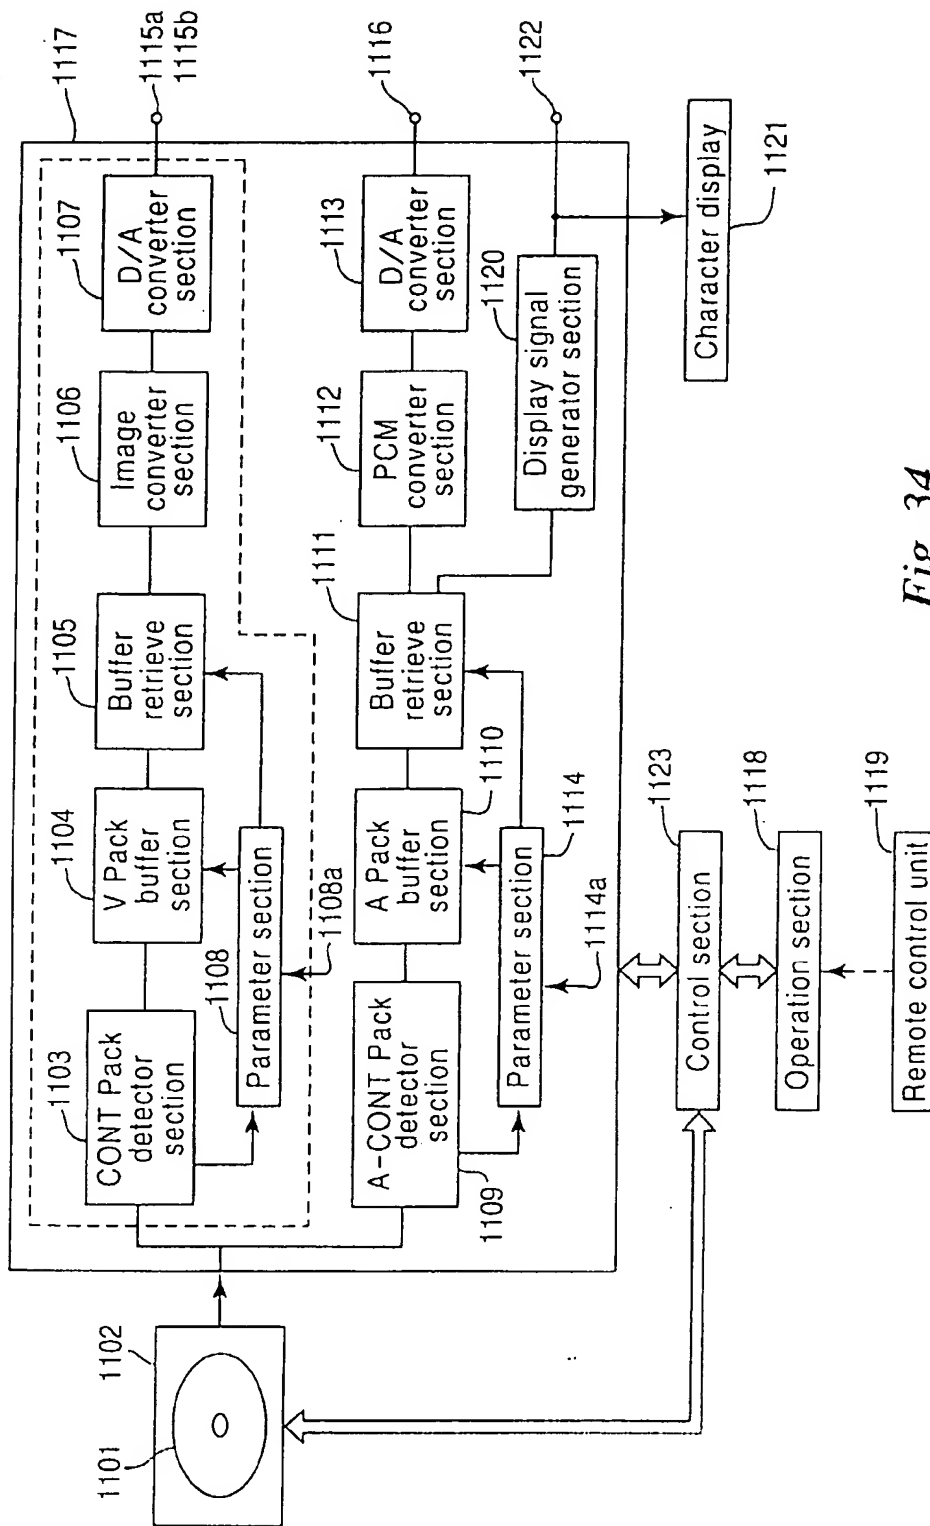 1101
1102
1103
CONT Pack
detector
section
1104
V Pack
buffer
section
1105
Buffer
retrieve
section
1106
Image
converter
section
1107
D/A
converter
section
1117
1115a
1115b
1108
Parameter section
1108a
1109
A-CONT Pack
detector
section
1110
A Pack
buffer
section
1111
Buffer
retrieve
section
1112
PCM
converter
section
1113
D/A
converter
section
1116
1114
Parameter section
1114a
1120
Display signal
generator section
1122
Character display
1121
1123
Control section
1118
Operation section
1119
Remote control unit
Fig. 34